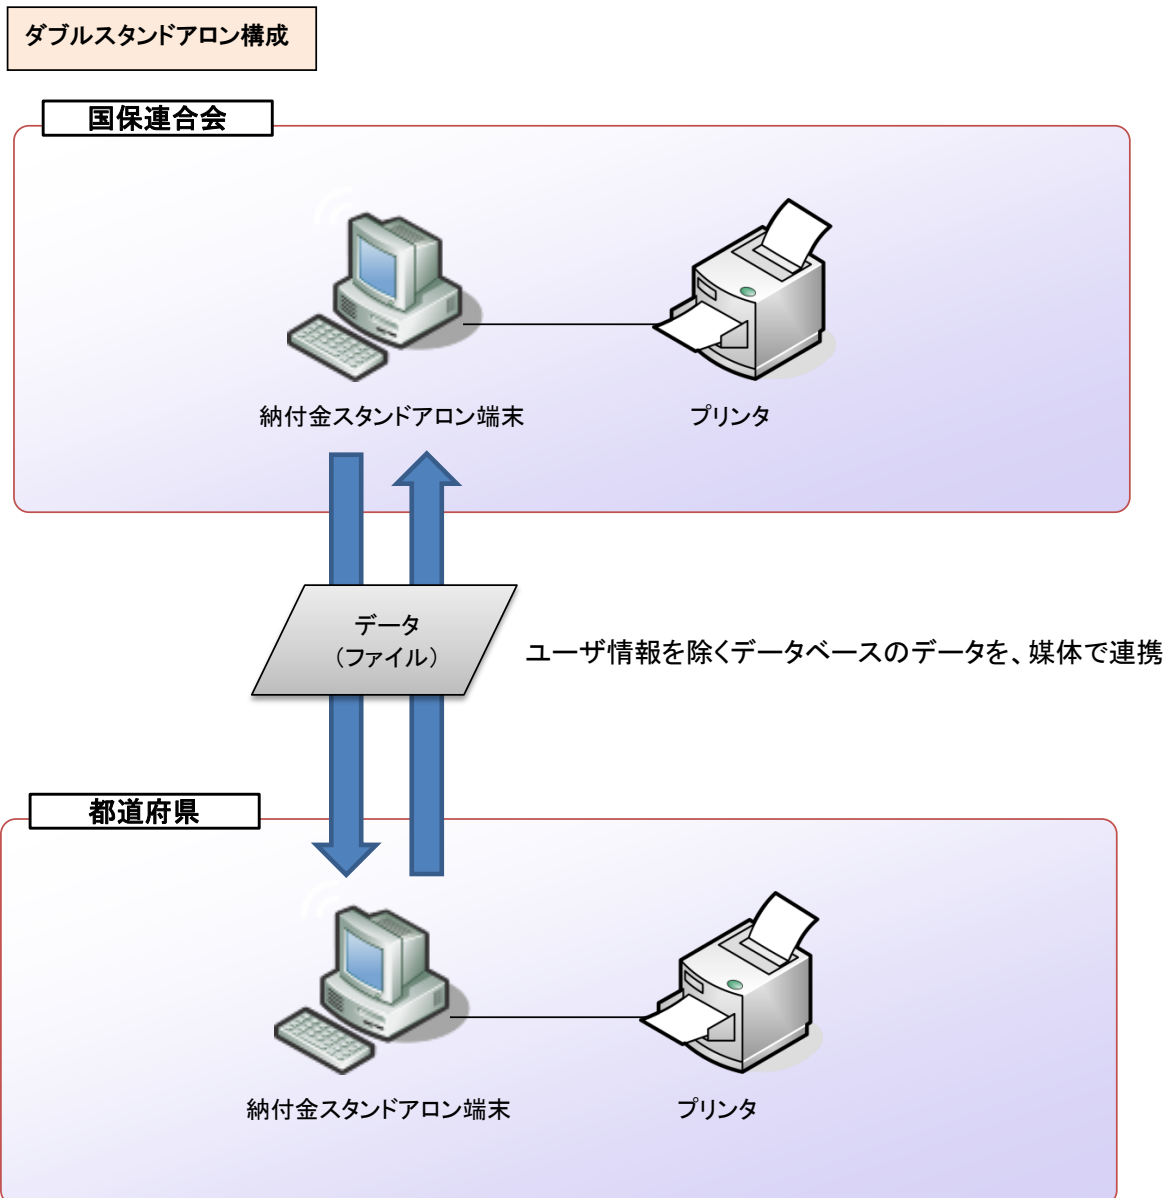 ダブルスタンドアロン構成
国保連合会
納付金スタンドアロン端末
プリンタ
データ
（ファイル）
ユーザ情報を除くデータベースのデータを、媒体で連携
都道府県
納付金スタンドアロン端末
プリンタ